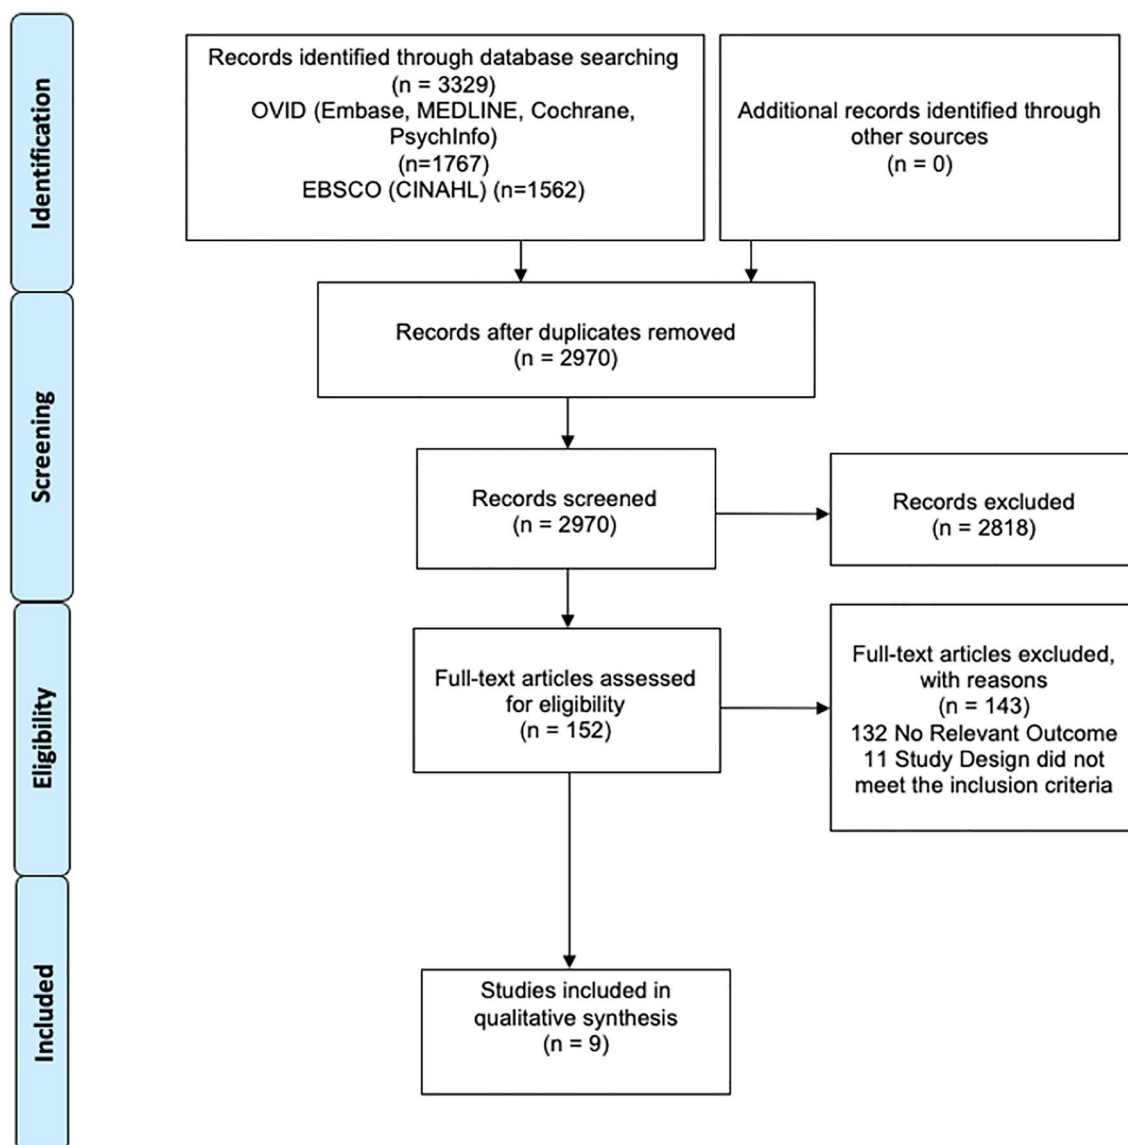 Identification
Records identified through database searching
(n = 3329)
OVID (Embase, MEDLINE, Cochrane,
PsychInfo)
(n=1767)
EBSCO (CINAHL) (n=1562)
Additional records identified through
other sources
(n = 0)
Screening
Records after duplicates removed
(n = 2970)
Records screened
(n = 2970)
Records excluded
(n = 2818)
Eligibility
Full-text articles assessed
for eligibility
(n = 152)
Full-text articles excluded,
with reasons
(n = 143)
132 No Relevant Outcome
11 Study Design did not
meet the inclusion criteria
Included
Studies included in
qualitative synthesis
(n = 9)